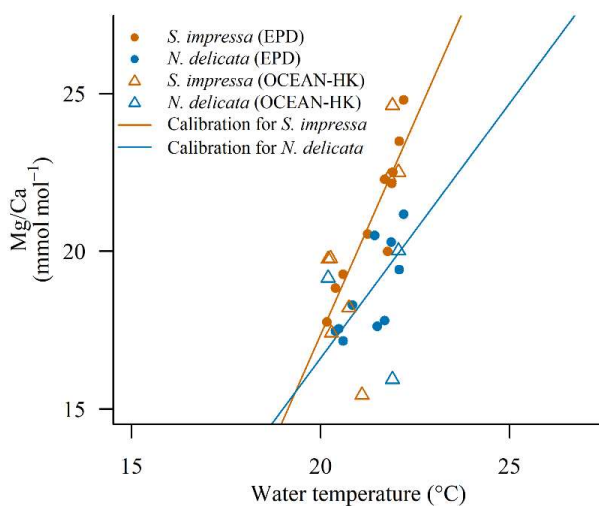 S. impressa (EPD)
N. delicata (EPD)
S. impressa (OCEAN-HK)
N. delicata (OCEAN-HK)
Calibration for S. impressa
Calibration for N. delicata
Mg/Ca
(mmol mol⁻¹)
25
20
15
15 20 25
Water temperature (°C)